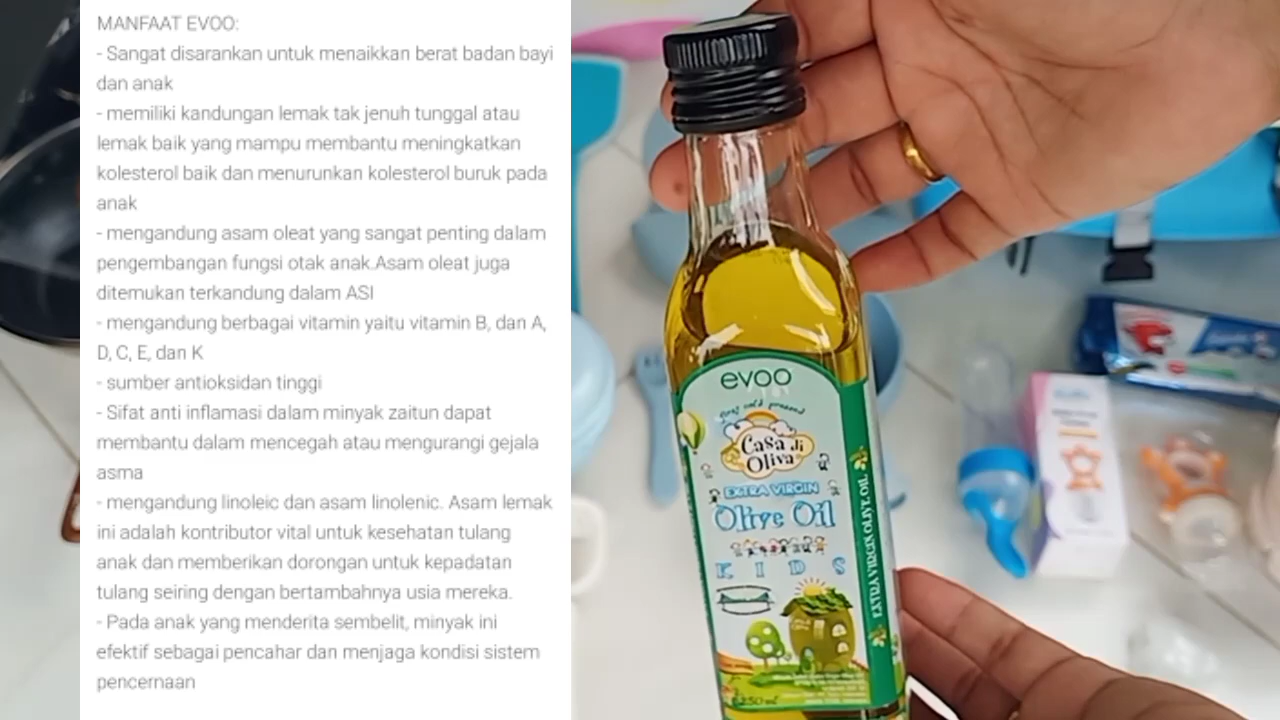 MANFAAT EVOO:
- Sangat disarankan untuk menaikkan berat badan bayi
dan anak
- memiliki kandungan lemak tak jenuh tunggal atau
lemak baik yang mampu membantu meningkatkan
kolesterol baik dan menurunkan kolesterol buruk pada
anak
- mengandung asam oleat yang sangat penting dalam
pengembangan fungsi otak anak.Asam oleat juga
ditemukan terkandung dalam ASI
- mengandung berbagai vitamin yaitu vitamin B, dan A,
D, C, E, dan K
- sumber antioksidan tinggi
- Sifat anti inflamasi dalam minyak zaitun dapat
membantu dalam mencegah atau mengurangi gejala
asma
- mengandung linoleic dan asam linolenic. Asam lemak
ini adalah kontributor vital untuk kesehatan tulang
anak dan memberikan dorongan untuk kepadatan
tulang seiring dengan bertambahnya usia mereka.
- Pada anak yang menderita sembelit, minyak ini
efektif sebagai pencahar dan menjaga kondisi sistem
pencernaan
evoo
first cold pressed
Casa di
Oliva
EXTRA VIRGIN
Olive Oil
KIDS
250 ml
EXTRA VIRGIN OLIVE OIL